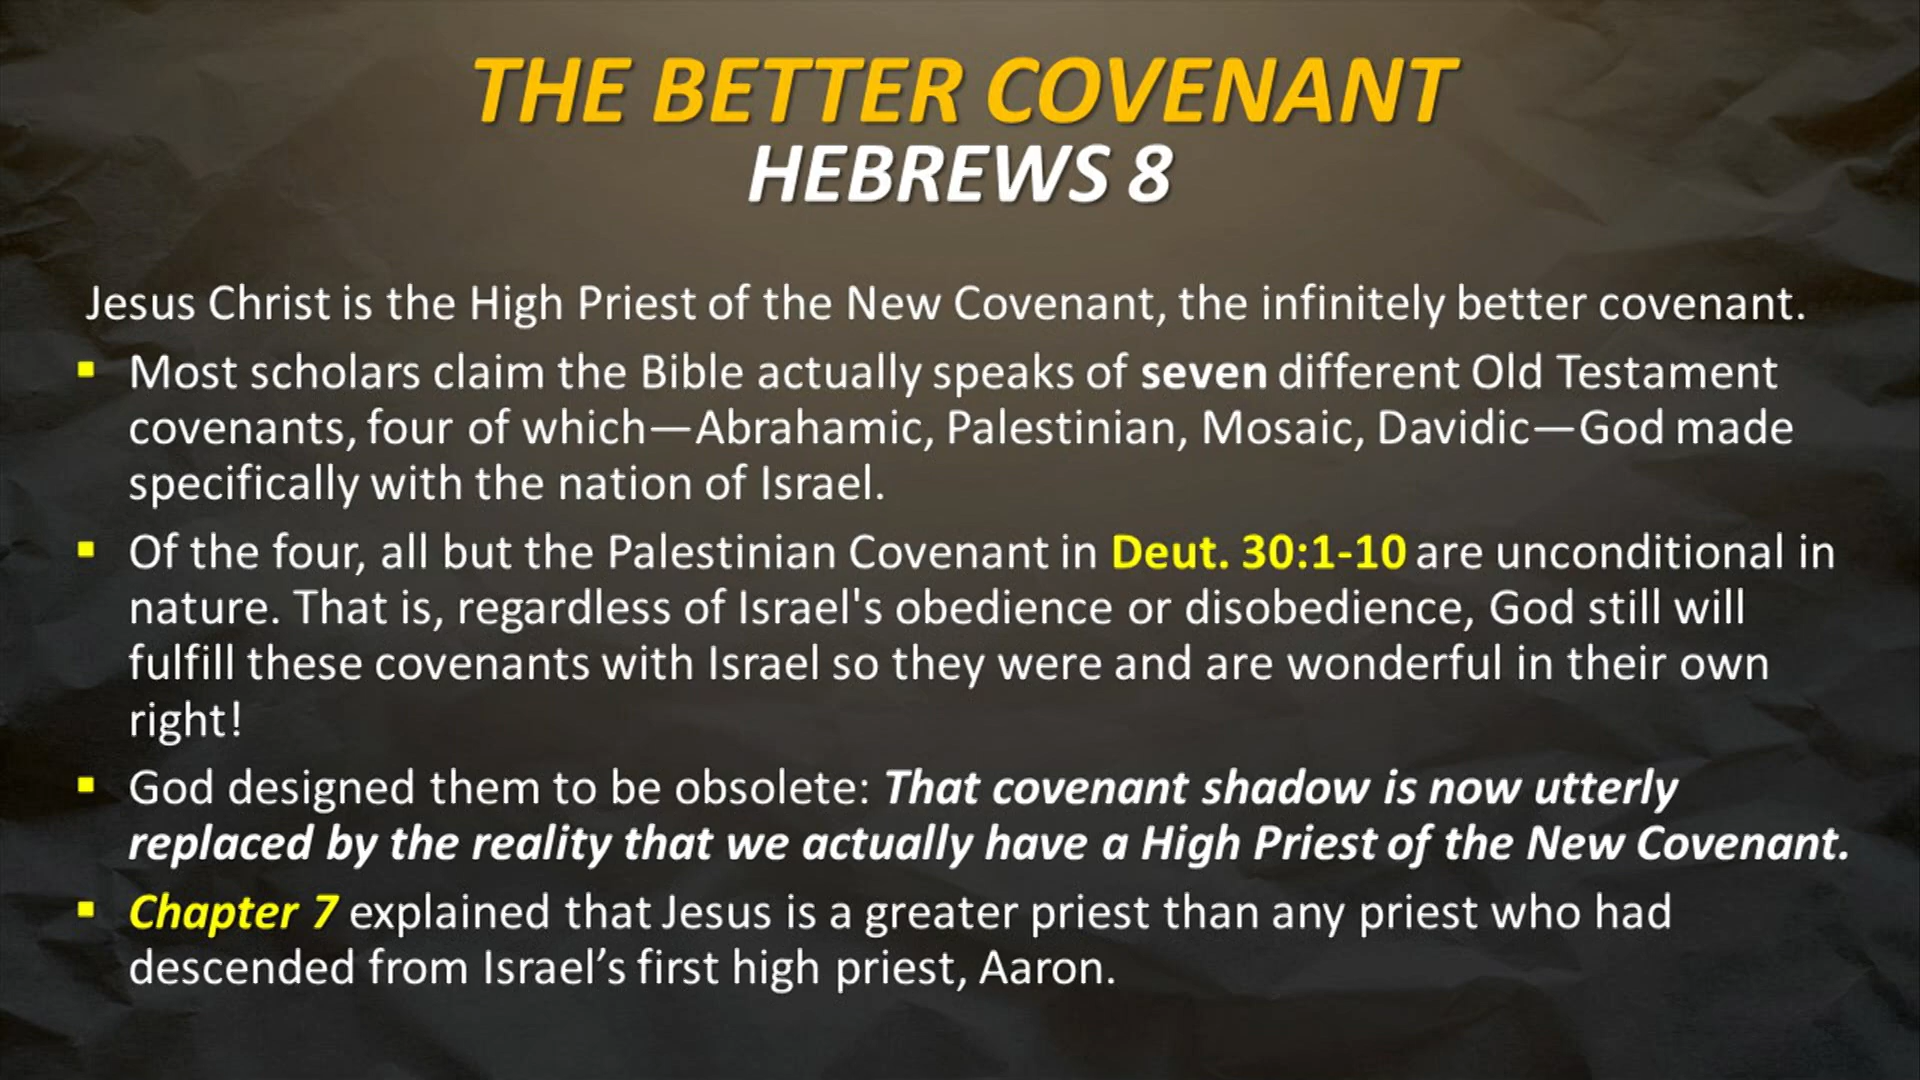 THE BETTER COVENANT
HEBREWS 8
Jesus Christ is the High Priest of the New Covenant, the infinitely better covenant.
▪ Most scholars claim the Bible actually speaks of seven different Old Testament
covenants, four of which—Abrahamic, Palestinian, Mosaic, Davidic—God made
specifically with the nation of Israel.
▪ Of the four, all but the Palestinian Covenant in Deut. 30:1-10 are unconditional in
nature. That is, regardless of Israel's obedience or disobedience, God still will
fulfill these covenants with Israel so they were and are wonderful in their own
right!
▪ God designed them to be obsolete: That covenant shadow is now utterly
replaced by the reality that we actually have a High Priest of the New Covenant.
▪ Chapter 7 explained that Jesus is a greater priest than any priest who had
descended from Israel’s first high priest, Aaron.